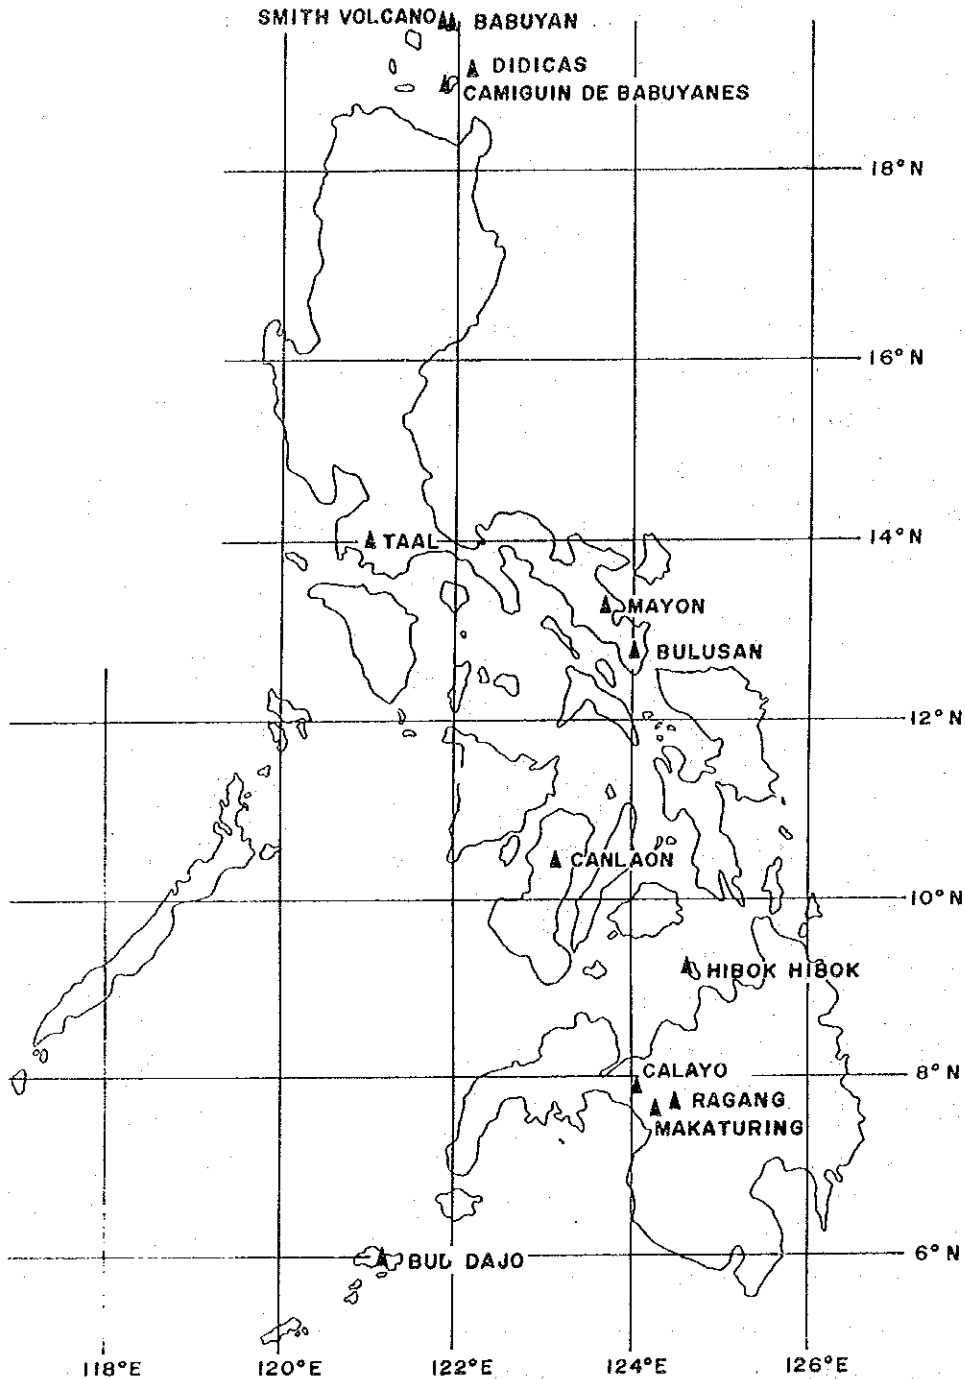 SMITH VOLCANO BABUYAN
DIDICAS
CAMIGUIN DE BABUYANES
18°N
16°N
TAAL 14°N
MAYON
BULUSAN
12°N
CANLAON
10°N
HIBOK HIBOK
CALAYO 8°N
RAGANG
MAKATURING
BUD DAJO 6°N
118°E 120°E 122°E 124°E 126°E